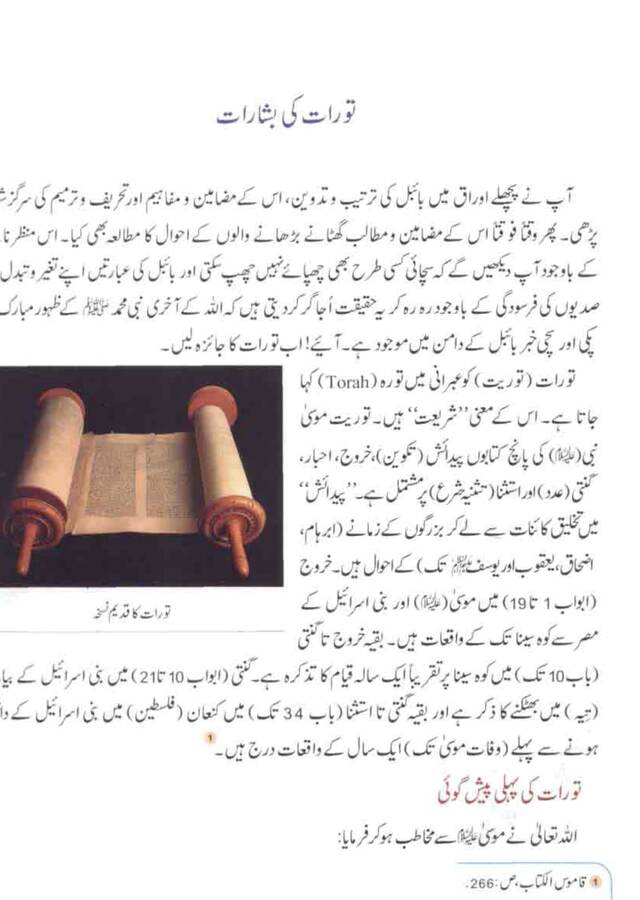 تورات کی بشارات
آپ نے پچھلے اوراق میں بائبل کی ترتیب و تدوین، اس کے مضامین و مفاہیم اور تحریف و ترمیم کی
پڑھی۔ پھر وقتاً فوقتاً اس کے مضامین و مطالب گھٹانے بڑھانے والوں کے احوال کا مطالعہ بھی کیا۔ اس منظر
کے باوجود آپ دیکھیں گے کہ سچائی کسی طرح بھی چھپائے نہیں چھپ سکتی اور بائبل کی عبارتیں اپنے تغیر و تبدل
صدیوں کی فرسودگی کے باوجود رہ رہ کر یہ حقیقت اُجاگر کر دیتی ہیں کہ اللہ کے آخری نبی محمد ﷺ کے ظہور مبارک
پکی اور سچی خبر بائبل کے دامن میں موجود ہے۔ آئیے! اب تورات کا جائزہ لیں۔
تورات (توریت) کو عبرانی میں تورہ (Torah) کہا
جاتا ہے۔ اس کے معنی ”شریعت“ ہیں۔ توریت موسیٰ
نبی (علیہ السلام) کی پانچ کتابوں پیدائش (تکوین)، خروج، احبار،
گنتی (عدد) اور استثنا (تثنیہ شرع) پر مشتمل ہے۔ ”پیدائش“
میں تخلیق کائنات سے لے کر بزرگوں کے زمانے (ابرہام،
اضحاق، یعقوب اور یوسف علیہم السلام تک) کے احوال ہیں۔ خروج
(ابواب 1 تا 19) میں موسیٰ (علیہ السلام) اور بنی اسرائیل کے
مصر سے کوہ سینا تک کے واقعات ہیں۔ بقیہ خروج تا گنتی
(باب 10 تک) میں کوہ سینا پر تقریباً ایک سالہ قیام کا تذکرہ ہے۔ گنتی (ابواب 10 تا 21) میں بنی اسرائیل کے
(تیہ) میں بھٹکنے کا ذکر ہے اور بقیہ گنتی تا استثنا (باب 34 تک) میں کنعان (فلسطین) میں بنی اسرائیل کے
ہونے سے پہلے (وفات موسیٰ تک) ایک سال کے واقعات درج ہیں۔ 1
تورات کا قدیم نسخہ
تورات کی پہلی پیش گوئی
اللہ تعالیٰ نے موسیٰ علیہ السلام سے مخاطب ہو کر فرمایا:
1 قاموس الکتاب، ص: 266.